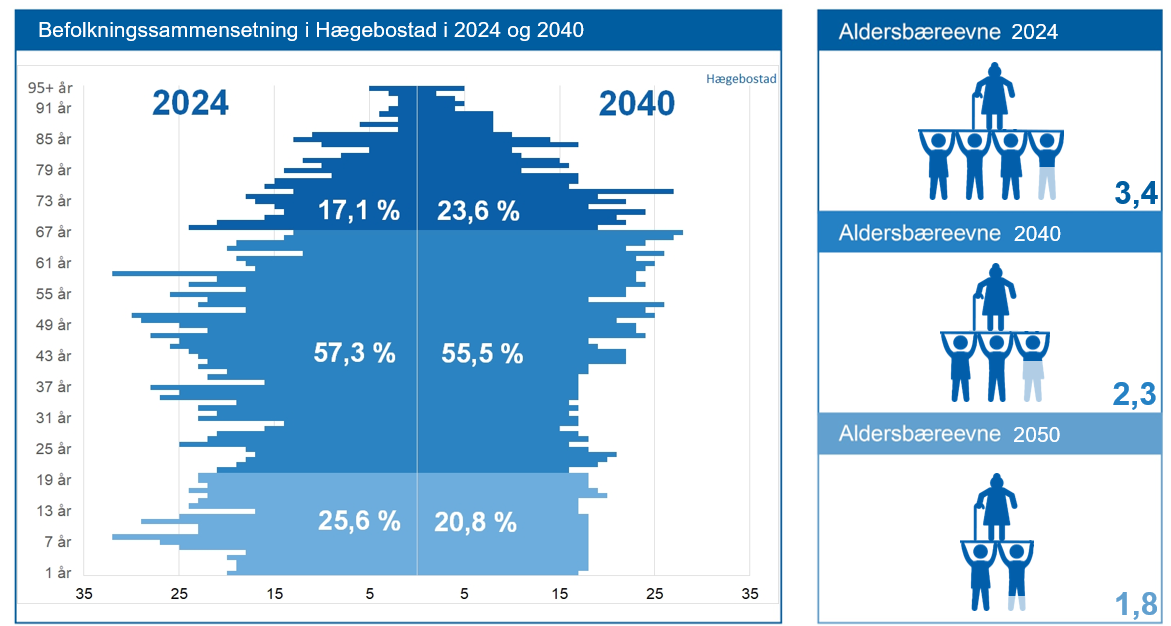 Befolkningssammensetning i Hægebostad i 2024 og 2040
Hægebostad
2024 2040
95+ år
91 år
85 år
79 år
73 år
67 år
61 år
55 år
49 år
43 år
37 år
31 år
25 år
19 år
13 år
7 år
1 år
17,1 % 23,6 %
57,3 % 55,5 %
25,6 % 20,8 %
35 25 15 5 5 15 25 35
Aldersbæreevne 2024
3,4
Aldersbæreevne 2040
2,3
Aldersbæreevne 2050
1,8